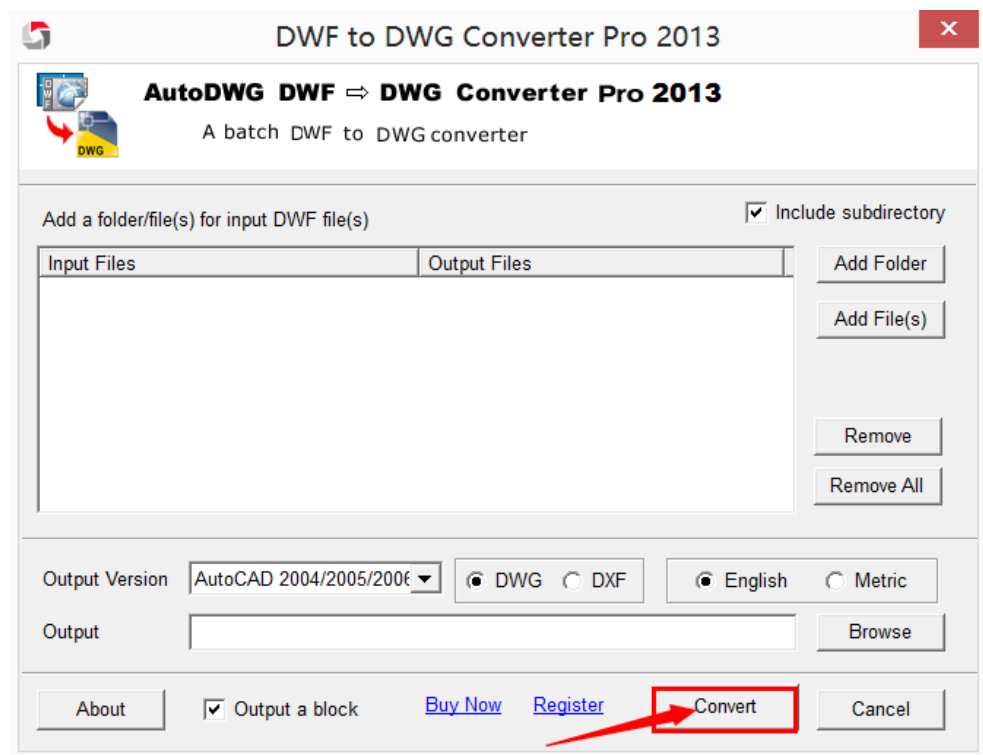 DWF to DWG Converter Pro 2013
DWF
DWG
AutoDWG DWF ⇨ DWG Converter Pro 2013
A batch DWF to DWG converter
Add a folder/file(s) for input DWF file(s)
Include subdirectory
Input Files Output Files
Add Folder
Add File(s)
Remove
Remove All
Output Version AutoCAD 2004/2005/2006 DWG DXF English Metric
Output Browse
About Output a block Buy Now Register Convert Cancel